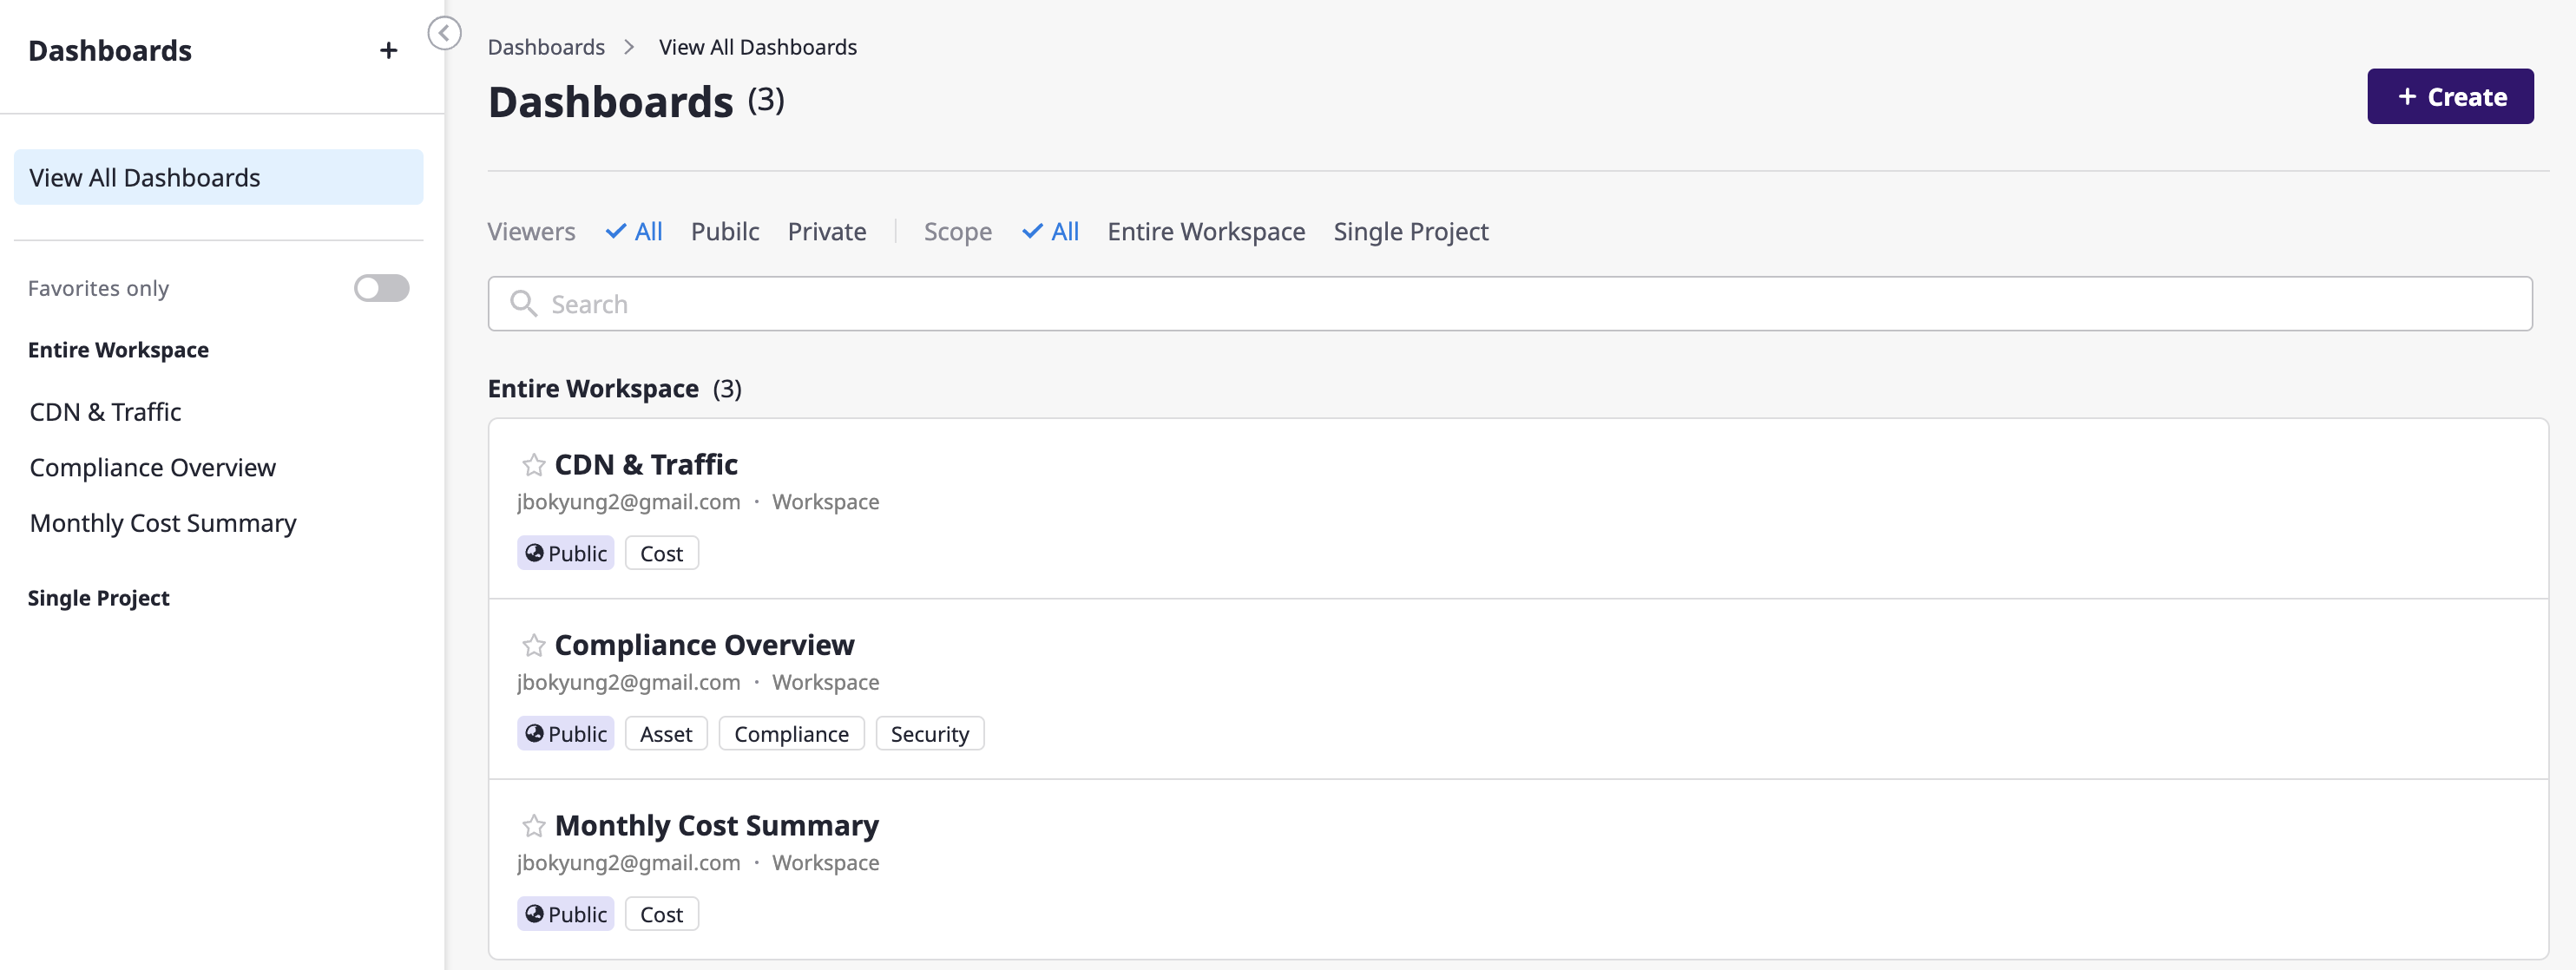 Dashboards +
View All Dashboards
Favorites only
Entire Workspace
CDN & Traffic
Compliance Overview
Monthly Cost Summary
Single Project
Dashboards > View All Dashboards
Dashboards (3)
+ Create
Viewers All Pubilc Private Scope All Entire Workspace Single Project
Search
Entire Workspace (3)
CDN & Traffic
jbokyung2@gmail.com · Workspace
Public Cost
Compliance Overview
jbokyung2@gmail.com · Workspace
Public Asset Compliance Security
Monthly Cost Summary
jbokyung2@gmail.com · Workspace
Public Cost